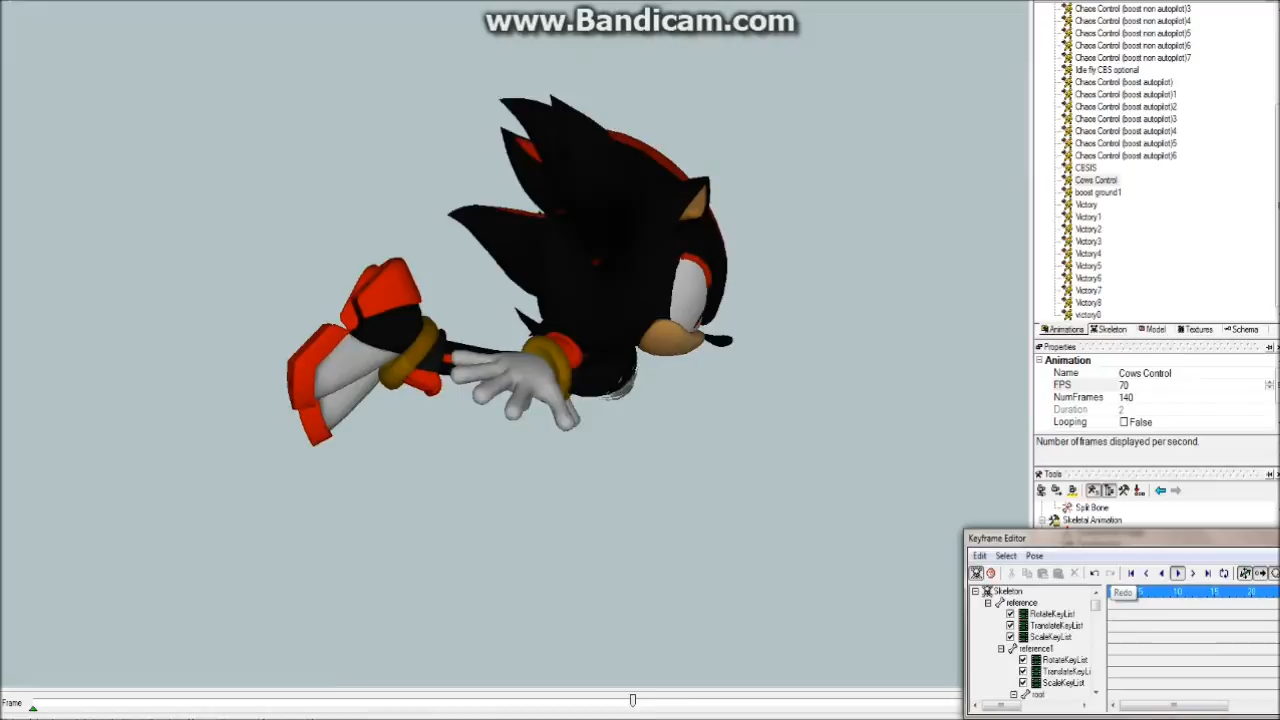 www.Bandicam.com
Chaos Control (boost non autopilot)3
Chaos Control (boost non autopilot)4
Chaos Control (boost non autopilot)5
Chaos Control (boost non autopilot)6
Chaos Control (boost non autopilot)7
Idle fly CBS optional
Chaos Control (boost autopilot)
Chaos Control (boost autopilot)1
Chaos Control (boost autopilot)2
Chaos Control (boost autopilot)3
Chaos Control (boost autopilot)4
Chaos Control (boost autopilot)5
Chaos Control (boost autopilot)6
CBSIS
Cows Control
boost ground1
Victory
Victory1
Victory2
Victory3
Victory4
Victory5
Victory6
Victory7
Victory8
victory0
Animations Skeleton Model Textures Schema
Properties
Animation
Name Cows Control
FPS 70
NumFrames 140
Duration 2
Looping False
Number of frames displayed per second.
Tools
Split Bone
Skeletal Animation
Keyframe Editor
Edit Select Pose
Skeleton
Redo 5 10 15 20
reference
RotateKeyList
TranslateKeyList
ScaleKeyList
reference1
RotateKeyList
TranslateKeyLi
ScaleKeyList
root
Frame